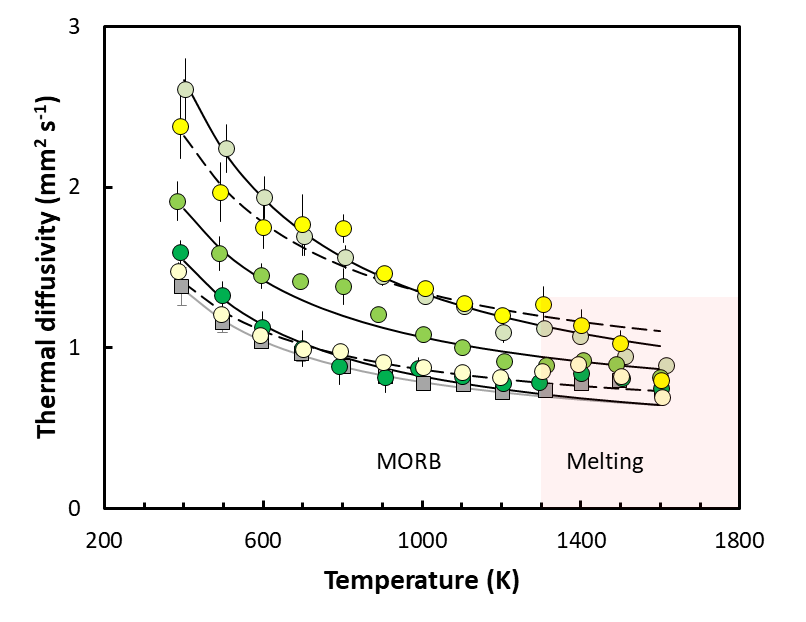 3
2
1
0
Thermal diffusivity (mm² s⁻¹)
MORB
Melting
200
600
1000
1400
1800
Temperature (K)